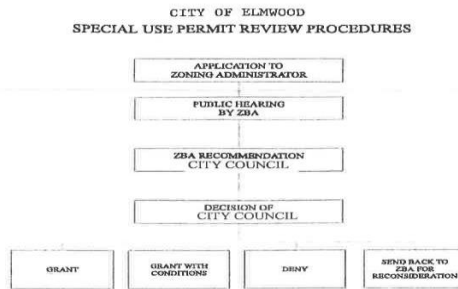 CITY OF ELMWOOD
SPECIAL USE PERMIT REVIEW PROCEDURES
APPLICATION TO
ZONING ADMINISTRATOR
PUBLIC HEARING
BY ZBA
ZBA RECOMMENDATION
CITY COUNCIL
DECISION OF
CITY COUNCIL
GRANT
GRANT WITH
CONDITIONS
DENY
SEND BACK TO
ZBA FOR
RECONSIDERATION